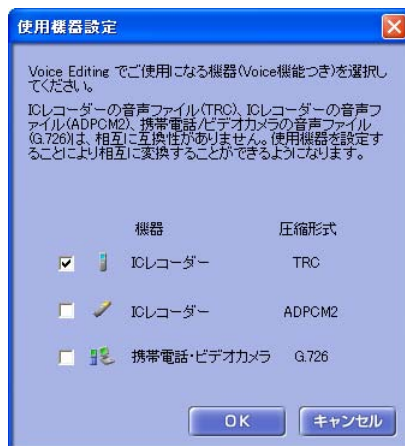 使用機器設定
Voice Editing でご使用になる機器(Voice機能つき)を選択し
てください。
ICレコーダーの音声ファイル(TRC)、ICレコーダーの音声フ
ァイル(ADPCM2)、携帯電話/ビデオカメラの音声ファイル
(G.726)は、相互に互換性がありません。使用機器を設定す
ることにより相互に変換することができるようになります。
機器 圧縮形式
ICレコーダー TRC
ICレコーダー ADPCM2
携帯電話・ビデオカメラ G.726
OK キャンセル